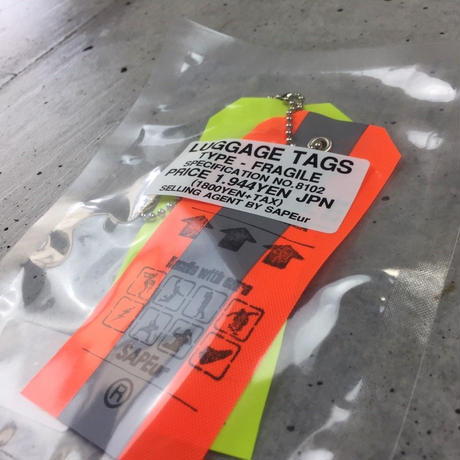 LUGGAGE TAGS
TYPE - FRAGILE
SPECIFICATION NO. 8102
PRICE 1,944YEN JPN
(1800YEN+TAX)
SELLING AGENT BY SAPEur
Handle with care
SAPEur
®